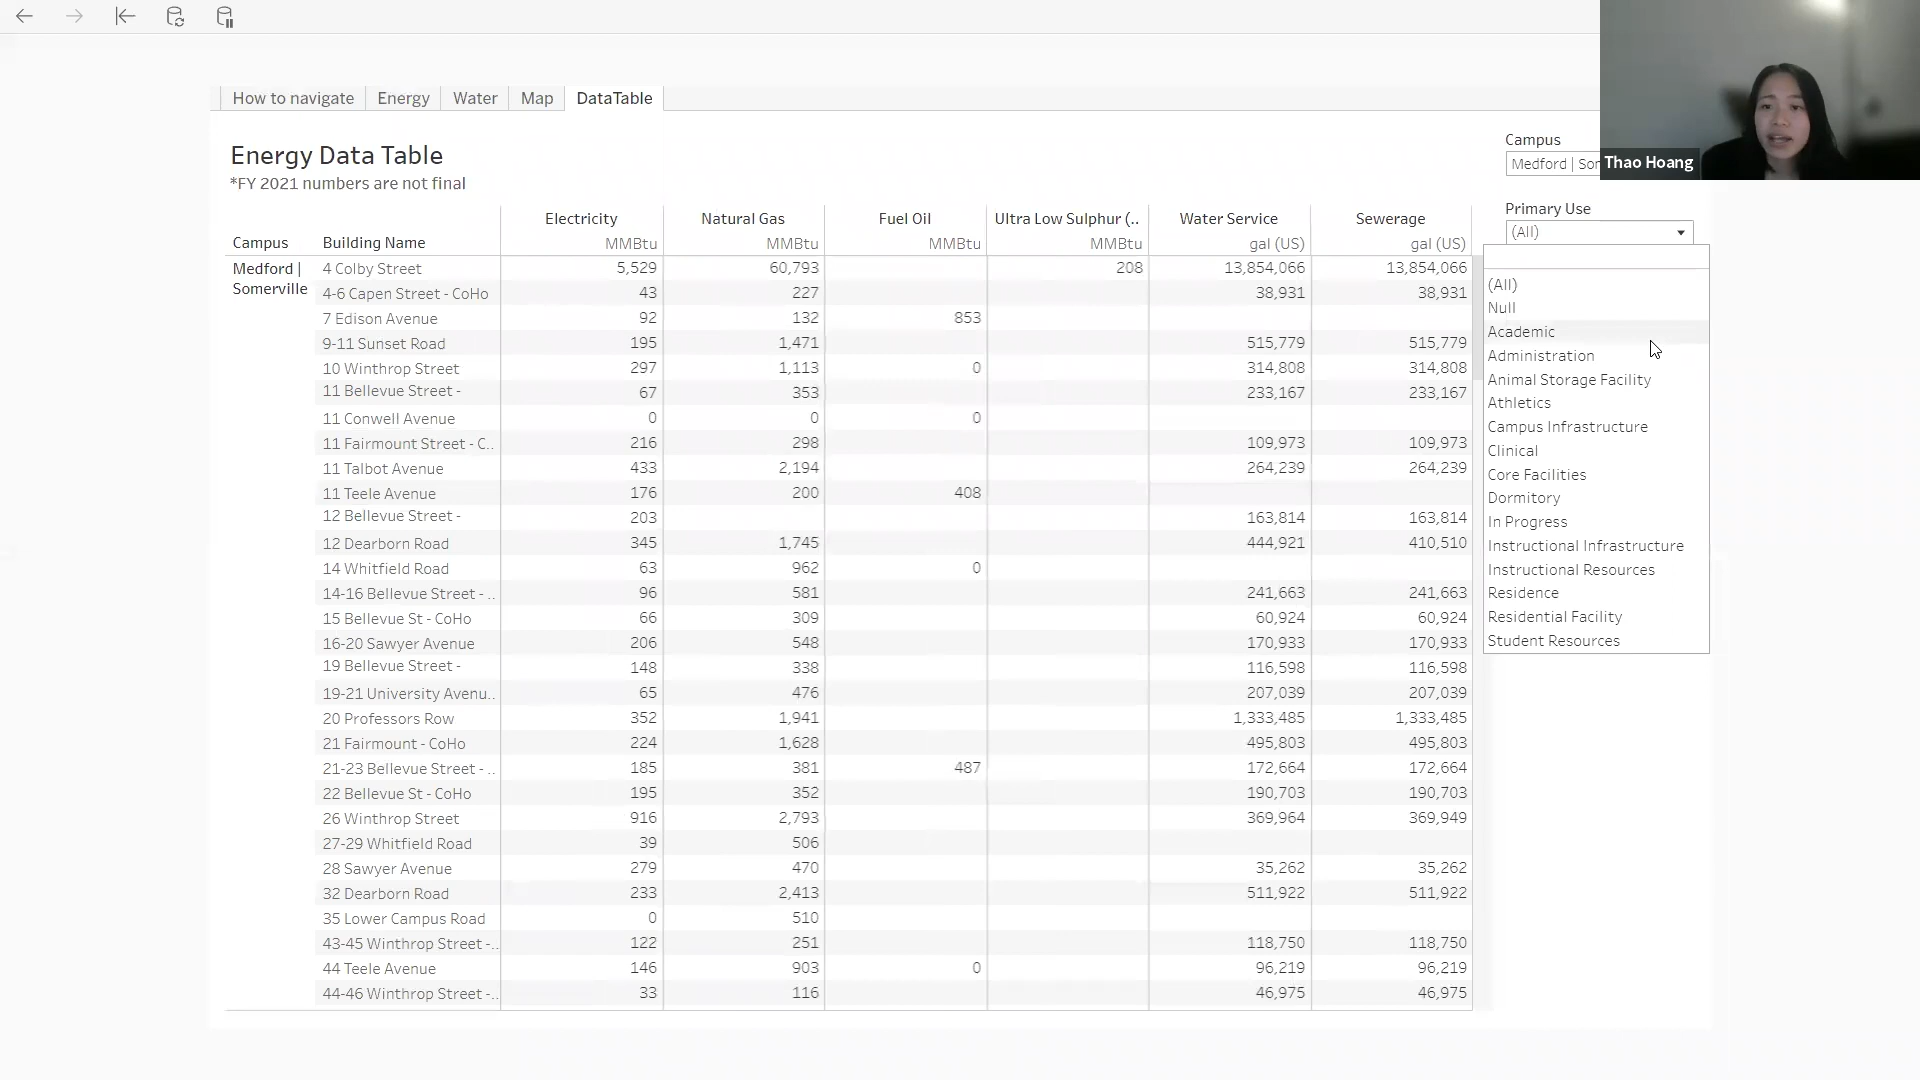 How to navigate Energy Water Map DataTable
Energy Data Table
*FY 2021 numbers are not final
Campus
Medford | Sor
Thao Hoang
Primary Use
(All)
Electricity Natural Gas Fuel Oil Ultra Low Sulphur (.. Water Service Sewerage
Campus Building Name MMBtu MMBtu MMBtu MMBtu gal (US) gal (US)
Medford | Somerville
4 Colby Street 5,529 60,793 208 13,854,066 13,854,066
4-6 Capen Street - CoHo 43 227 38,931 38,931
7 Edison Avenue 92 132 853
9-11 Sunset Road 195 1,471 515,779 515,779
10 Winthrop Street 297 1,113 0 314,808 314,808
11 Bellevue Street - 67 353 233,167 233,167
11 Conwell Avenue 0 0 0
11 Fairmount Street - C.. 216 298 109,973 109,973
11 Talbot Avenue 433 2,194 264,239 264,239
11 Teele Avenue 176 200 408
12 Bellevue Street - 203 163,814 163,814
12 Dearborn Road 345 1,745 444,921 410,510
14 Whitfield Road 63 962 0
14-16 Bellevue Street - .. 96 581 241,663 241,663
15 Bellevue St - CoHo 66 309 60,924 60,924
16-20 Sawyer Avenue 206 548 170,933 170,933
19 Bellevue Street - 148 338 116,598 116,598
19-21 University Avenu.. 65 476 207,039 207,039
20 Professors Row 352 1,941 1,333,485 1,333,485
21 Fairmount - CoHo 224 1,628 495,803 495,803
21-23 Bellevue Street - .. 185 381 487 172,664 172,664
22 Bellevue St - CoHo 195 352 190,703 190,703
26 Winthrop Street 916 2,793 369,964 369,949
27-29 Whitfield Road 39 506
28 Sawyer Avenue 279 470 35,262 35,262
32 Dearborn Road 233 2,413 511,922 511,922
35 Lower Campus Road 0 510
43-45 Winthrop Street -.. 122 251 118,750 118,750
44 Teele Avenue 146 903 0 96,219 96,219
44-46 Winthrop Street -.. 33 116 46,975 46,975
(All)
Null
Academic
Administration
Animal Storage Facility
Athletics
Campus Infrastructure
Clinical
Core Facilities
Dormitory
In Progress
Instructional Infrastructure
Instructional Resources
Residence
Residential Facility
Student Resources